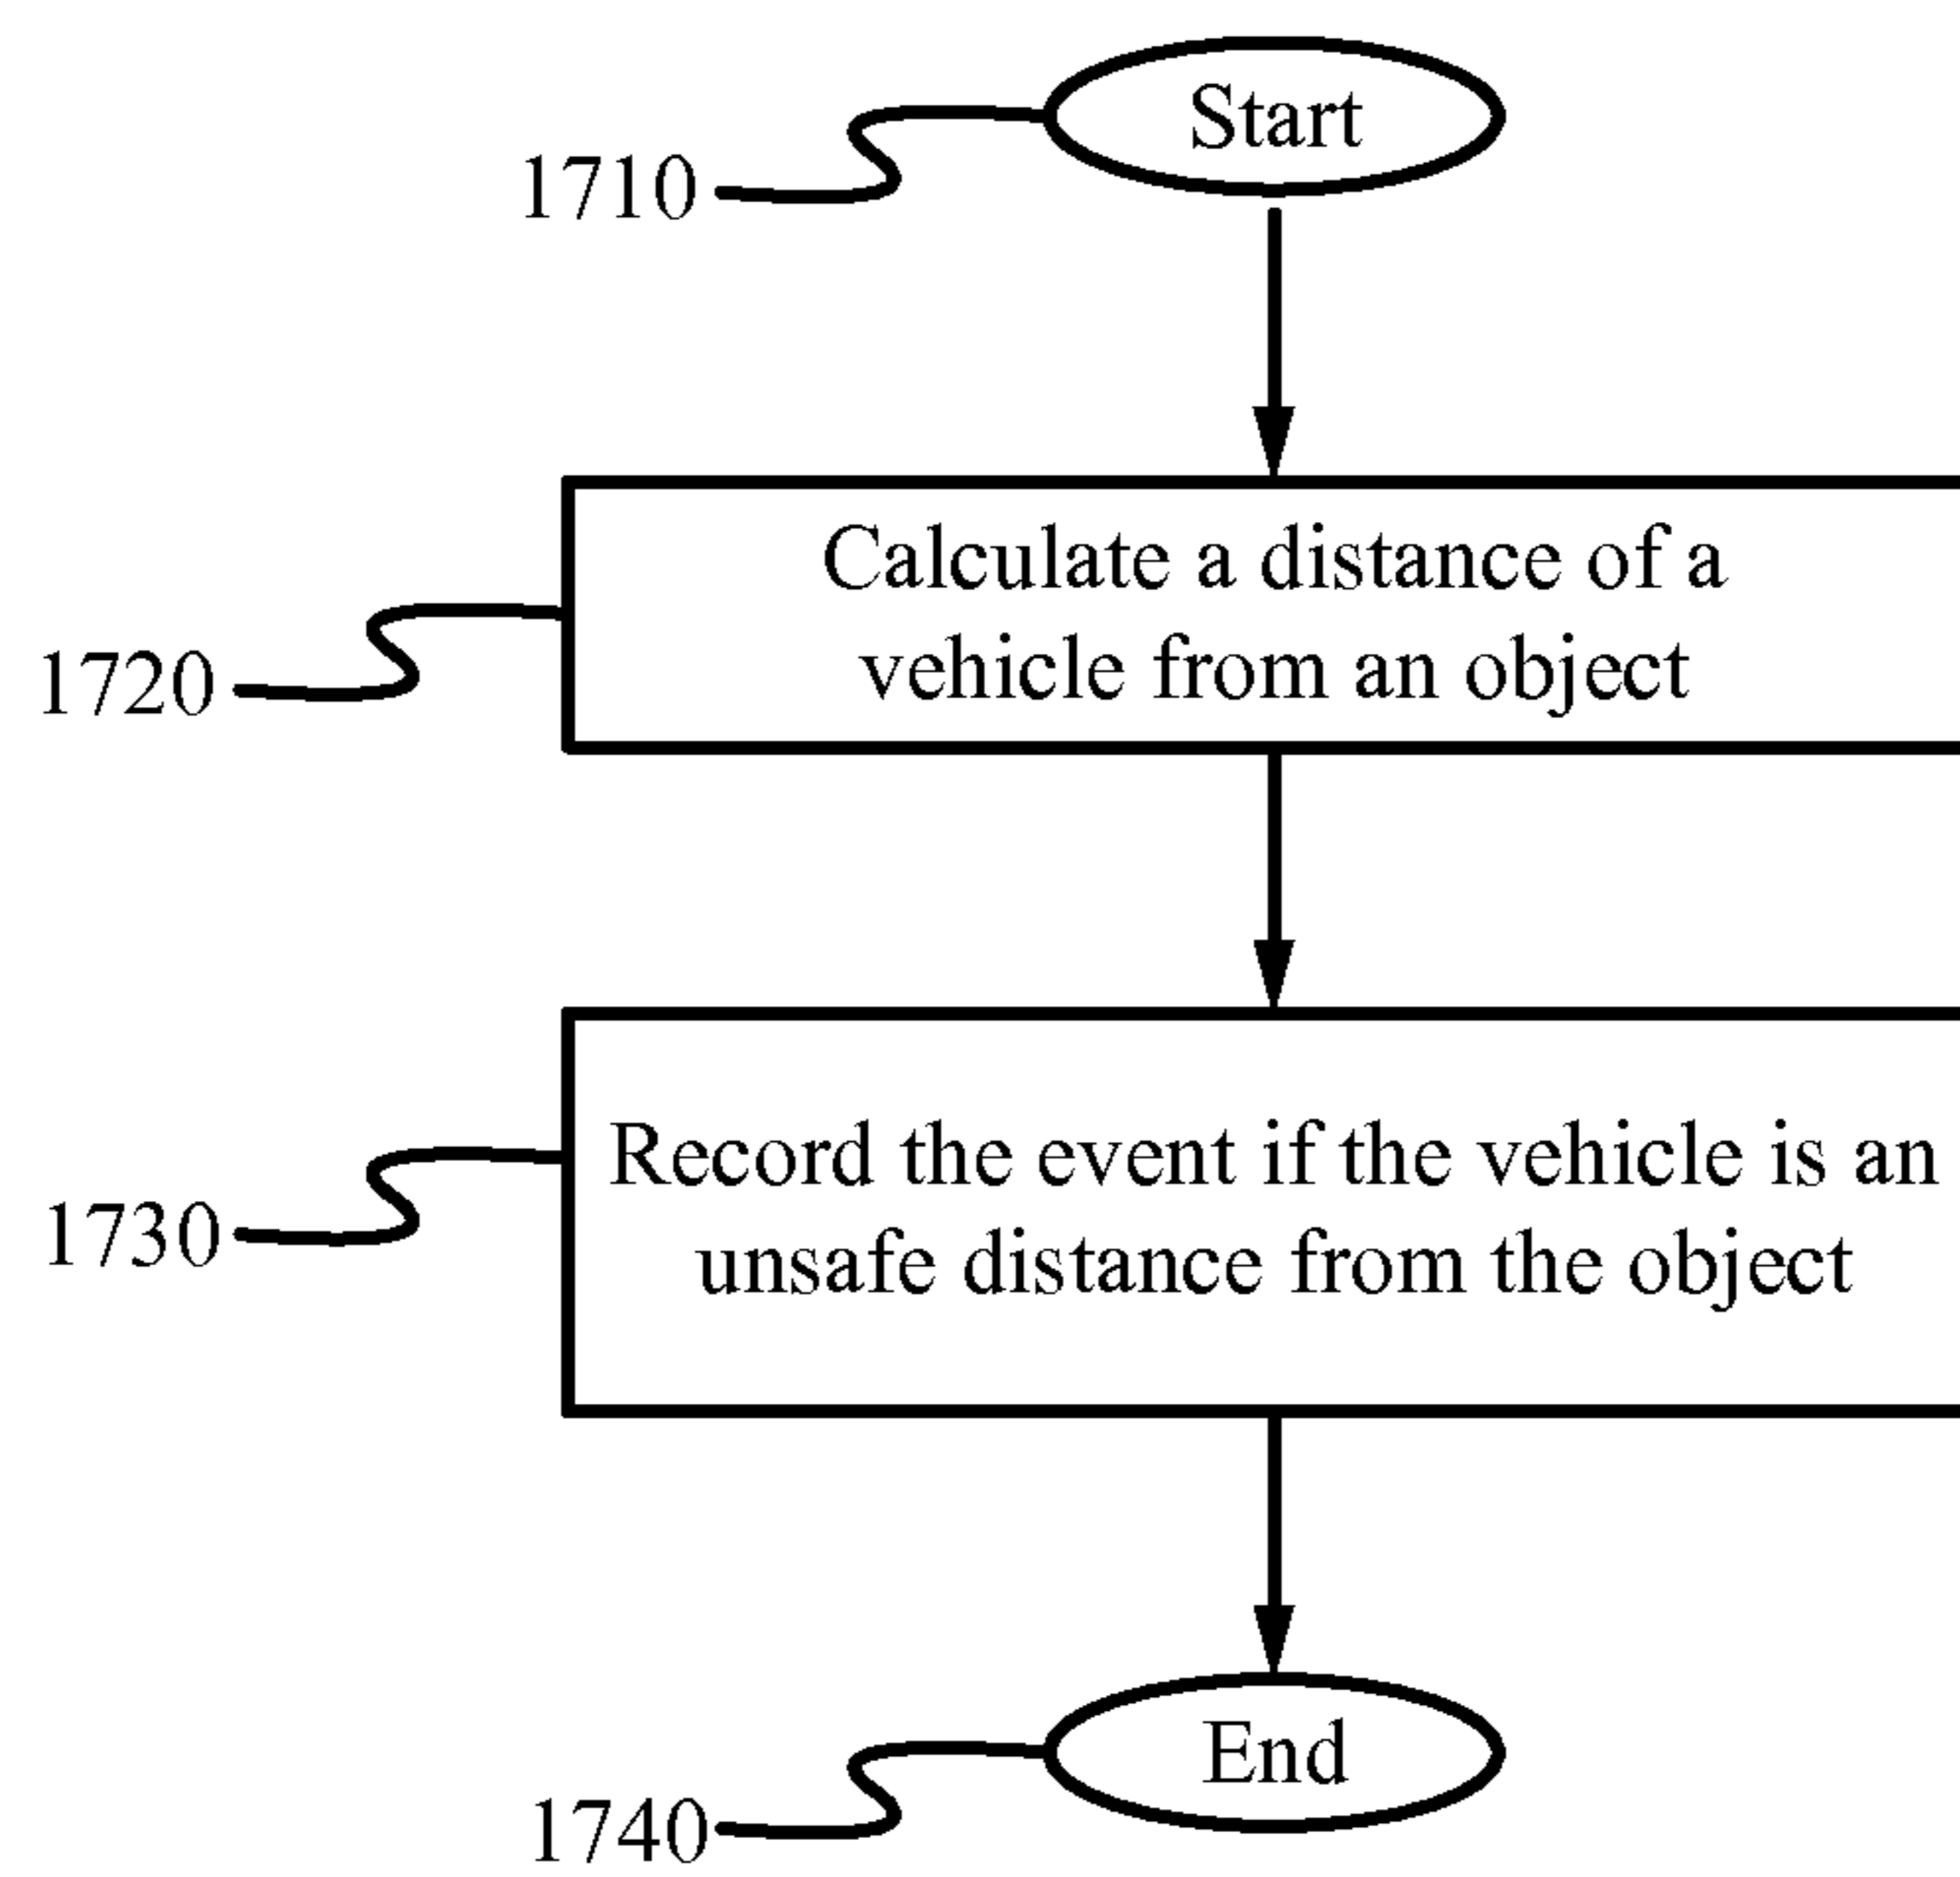 Start
1710
Calculate a distance of a
vehicle from an object
1720
Record the event if the vehicle is an
unsafe distance from the object
1730
End
1740